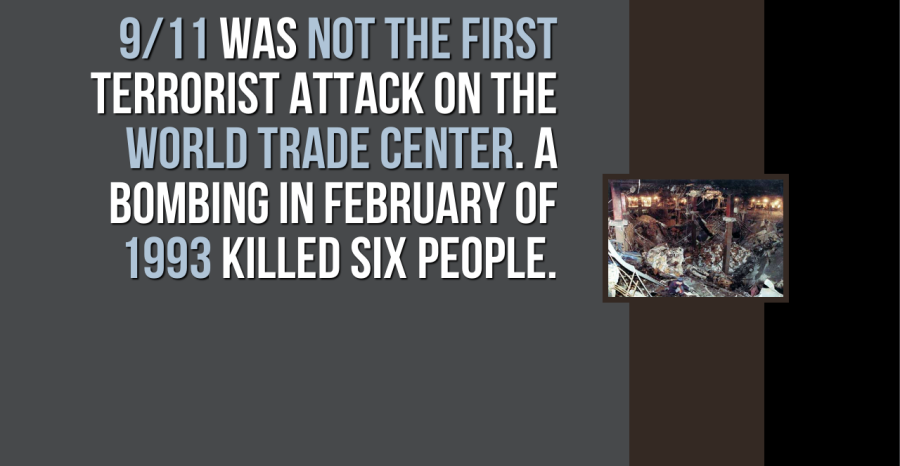 9/11 WAS NOT THE FIRST
TERRORIST ATTACK ON THE
WORLD TRADE CENTER. A
BOMBING IN FEBRUARY OF
1993 KILLED SIX PEOPLE.